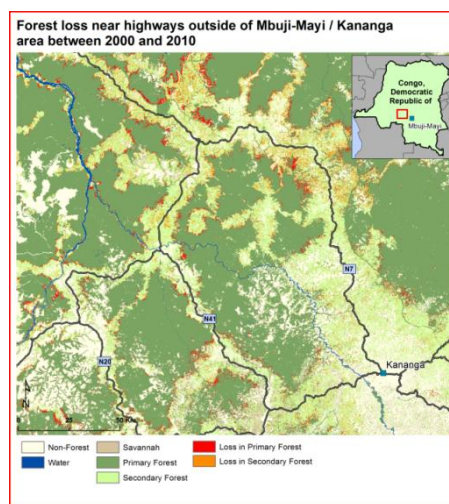 Forest loss near highways outside of Mbuji-Mayi / Kananga
area between 2000 and 2010
Congo,
Democratic
Republic of
Mbuji-Mayi
N7
N41
N20
Kananga
N
Non-Forest
Savannah
Loss in Primary Forest
Water
Primary Forest
Loss in Secondary Forest
Secondary Forest